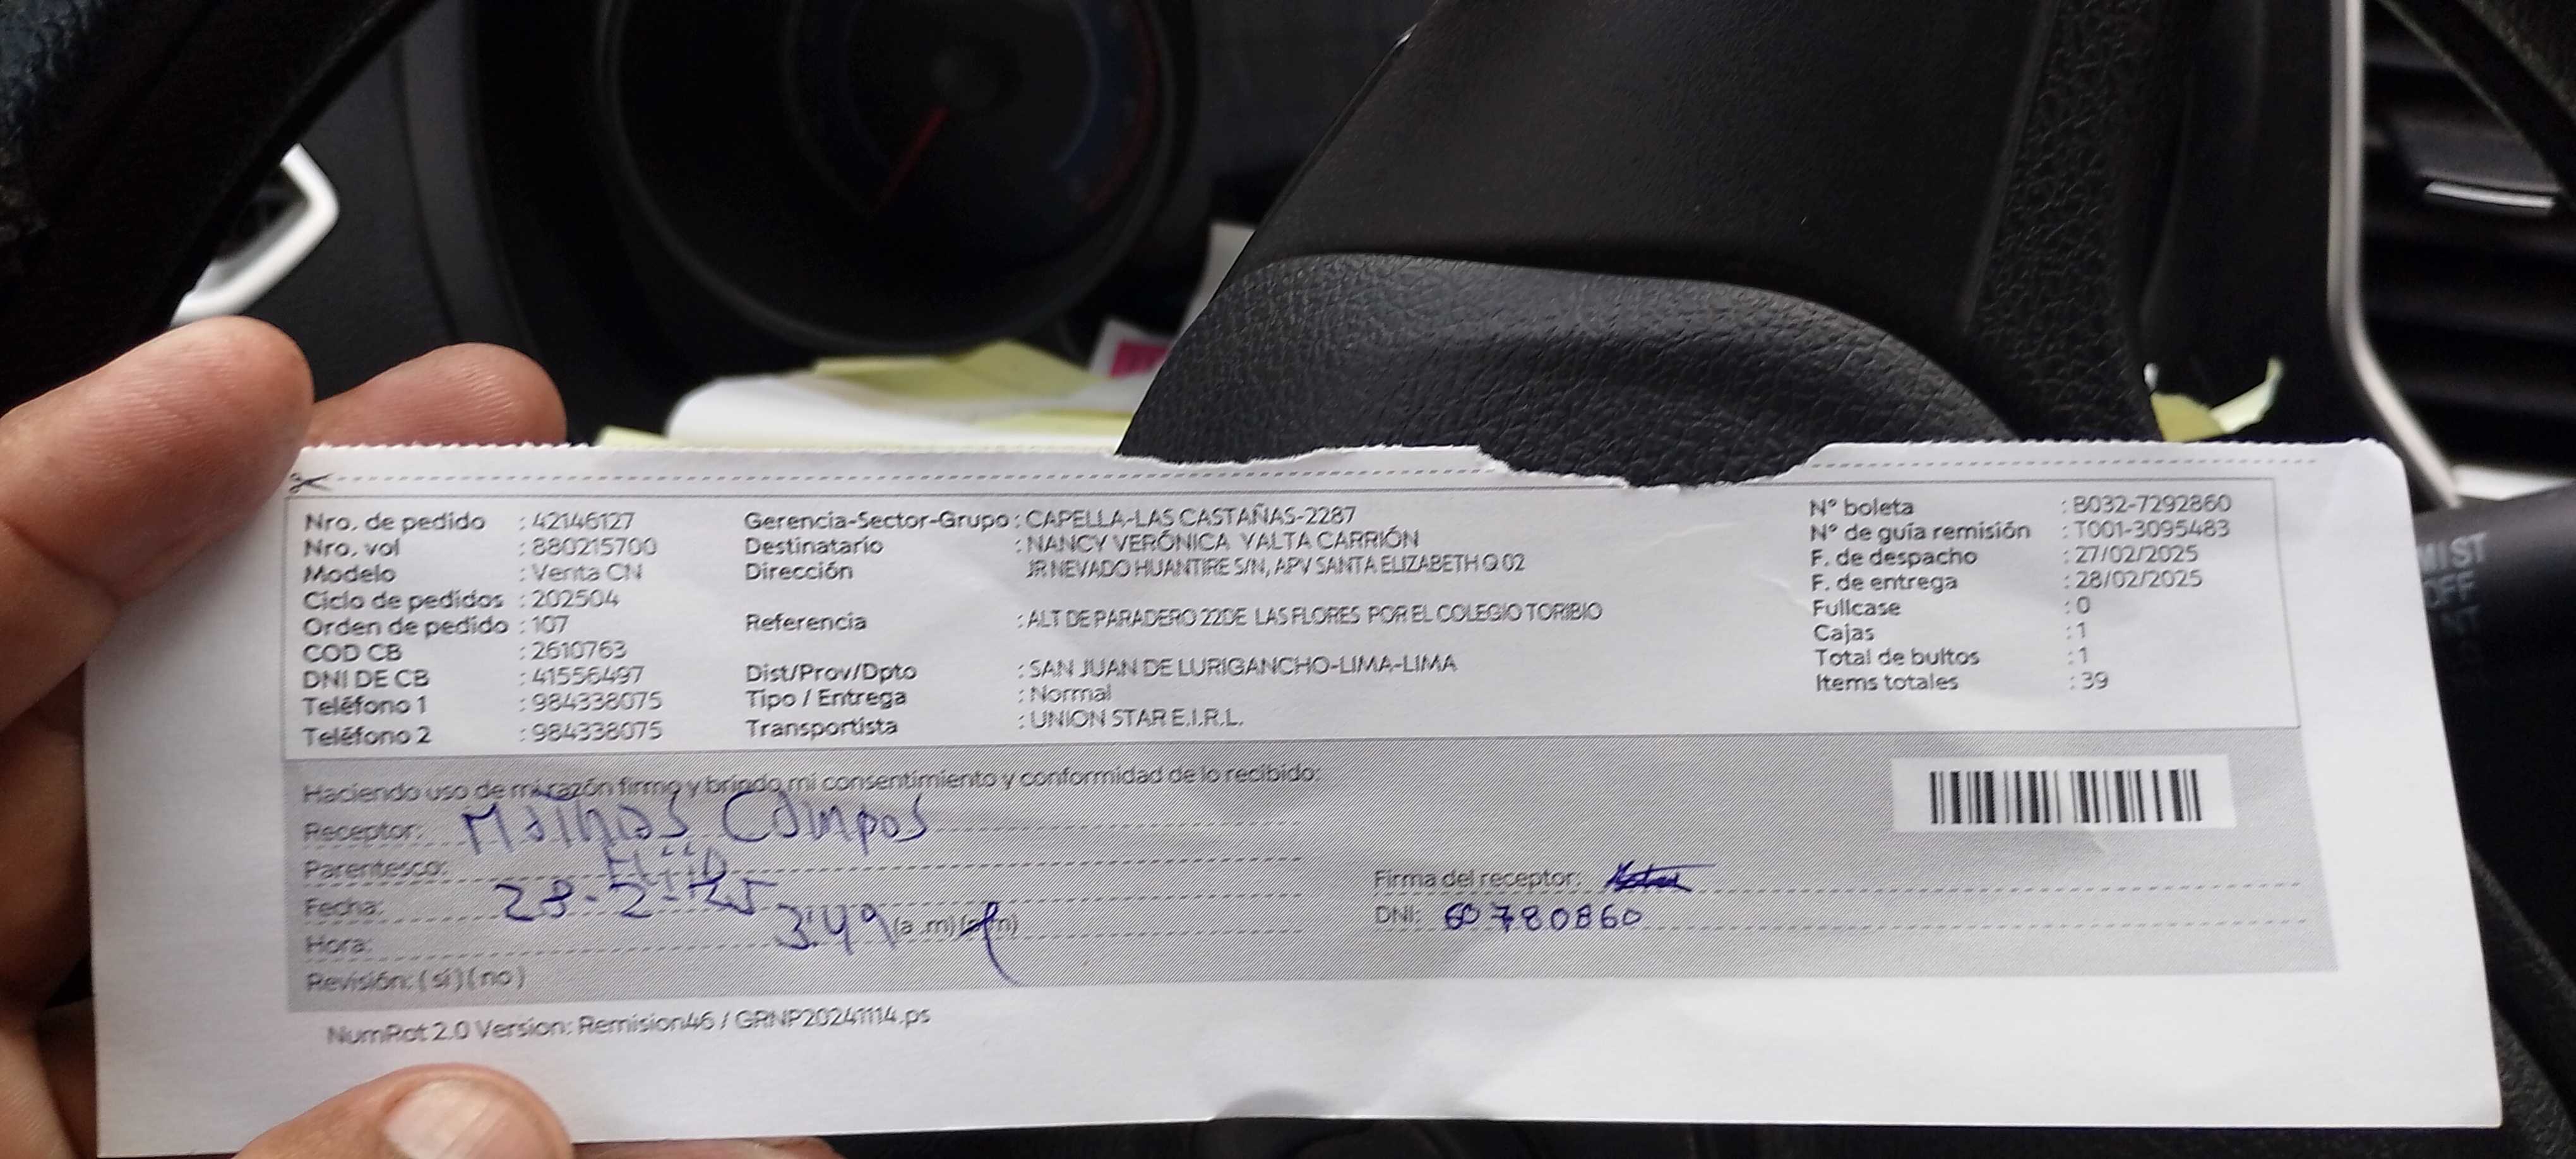 Nro. de pedido : 42146127
Nro. vol : 880215700
Modelo : Venta CN
Ciclo de pedidos : 202504
Orden de pedido : 107
COD CB : 2610763
DNI DE CB : 41556497
Teléfono 1 : 984338075
Teléfono 2 : 984338075
Gerencia-Sector-Grupo : CAPELLA-LAS CASTAÑAS-2287
Destinatario : NANCY VERÓNICA YALTA CARRIÓN
Dirección JR NEVADO HUANTIRE S/N, APV SANTA ELIZABETH Q 02
Referencia : ALT DE PARADERO 22DE LAS FLORES POR EL COLEGIO TORIBIO
Dist/Prov/Dpto : SAN JUAN DE LURIGANCHO-LIMA-LIMA
Tipo / Entrega : Normal
Transportista : UNION STAR E.I.R.L.
N° boleta : B032-7292860
N° de guía remisión : T001-3095483
F. de despacho : 27/02/2025
F. de entrega : 28/02/2025
Fullcase : 0
Cajas : 1
Total de bultos : 1
Items totales : 39
Haciendo uso de mi razón firmo y brindo mi consentimiento y conformidad de lo recibido:
Receptor: Mathias Campos
Parentesco: Hijo
Fecha: 28-2-25
Hora: 3:49 (a .m) (p.m)
Revisión: ( si ) ( no )
Firma del receptor:
DNI: 60780860
NumRot 2.0 Version: Remision46 / GRNP20241114.ps
MIST
OFF